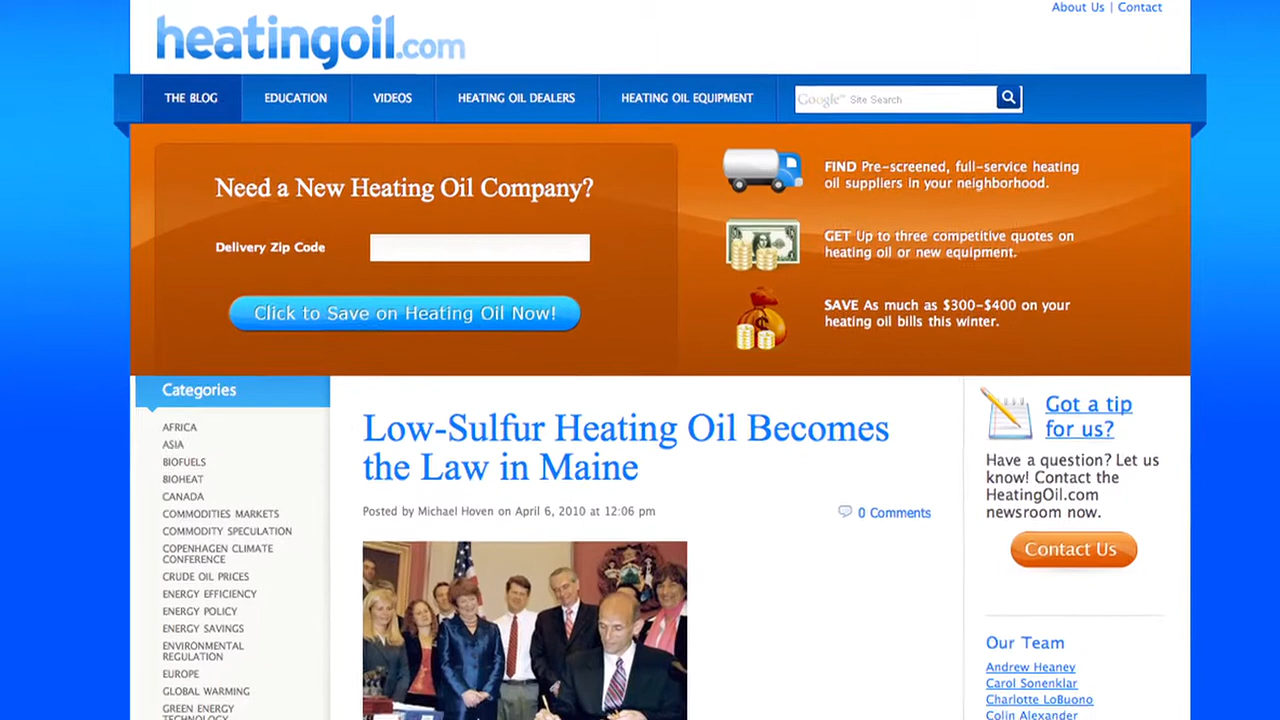 About Us | Contact
heatingoil.com
THE BLOG
EDUCATION
VIDEOS
HEATING OIL DEALERS
HEATING OIL EQUIPMENT
Google™ Site Search
Need a New Heating Oil Company?
Delivery Zip Code
Click to Save on Heating Oil Now!
FIND Pre-screened, full-service heating
oil suppliers in your neighborhood.
GET Up to three competitive quotes on
heating oil or new equipment.
SAVE As much as $300-$400 on your
heating oil bills this winter.
Categories
AFRICA
ASIA
BIOFUELS
BIOHEAT
CANADA
COMMODITIES MARKETS
COMMODITY SPECULATION
COPENHAGEN CLIMATE
CONFERENCE
CRUDE OIL PRICES
ENERGY EFFICIENCY
ENERGY POLICY
ENERGY SAVINGS
ENVIRONMENTAL
REGULATION
EUROPE
GLOBAL WARMING
GREEN ENERGY
TECHNOLOGY
Low-Sulfur Heating Oil Becomes
the Law in Maine
Posted by Michael Hoven on April 6, 2010 at 12:06 pm
0 Comments
Got a tip
for us?
Have a question? Let us
know! Contact the
HeatingOil.com
newsroom now.
Contact Us
Our Team
Andrew Heaney
Carol Sonenklar
Charlotte LoBuono
Colin Alexander